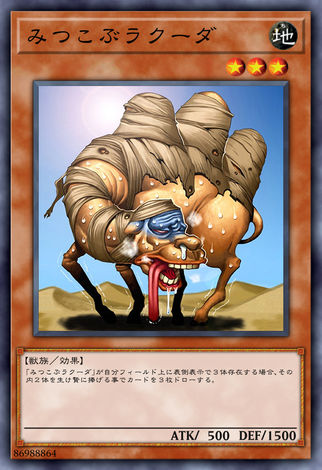 みつこぶラクーダ
地
【獣族／効果】
「みつこぶラクーダ」が自分フィールド上に表側表示で３体存在する場合、その
内２体を生け贄に捧げる事でカードを３枚ドローする。
ATK/ 500 DEF/1500
86988864